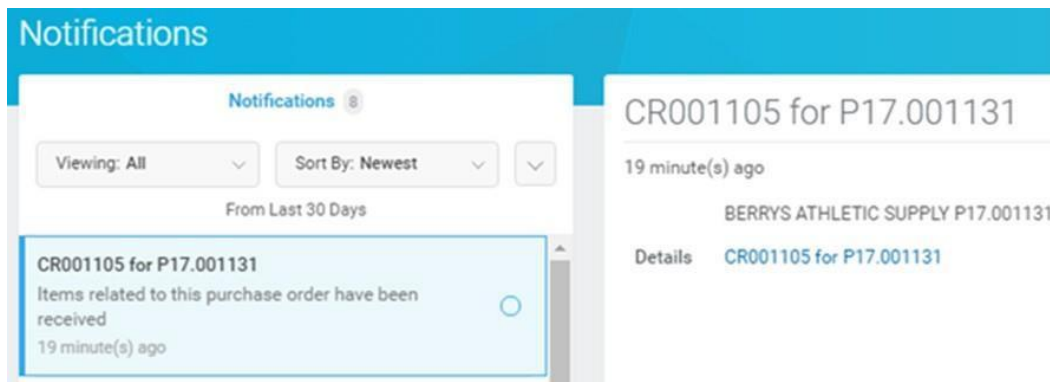 Notifications
Notifications 8
Viewing: All
Sort By: Newest
From Last 30 Days
CR001105 for P17.001131
Items related to this purchase order have been
received
19 minute(s) ago
CR001105 for P17.001131
19 minute(s) ago
BERRYS ATHLETIC SUPPLY P17.001131
Details CR001105 for P17.001131